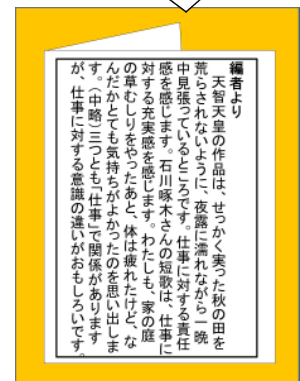 編者より
　天智天皇の作品は、せっかく実った秋の田を
荒らされないように、夜露に濡れながら一晩
中見張っているところです。仕事に対する責任
感を感じます。石川啄木さんの短歌は、仕事に
対する充実感を感じます。わたしも、家の庭
の草むしりをやったあと、体は疲れたけど、な
んだかとても気持ちがよかったのを思い出しま
す。（中略）三つとも「仕事」で関係があります
が、仕事に対する意識の違いがおもしろいです。